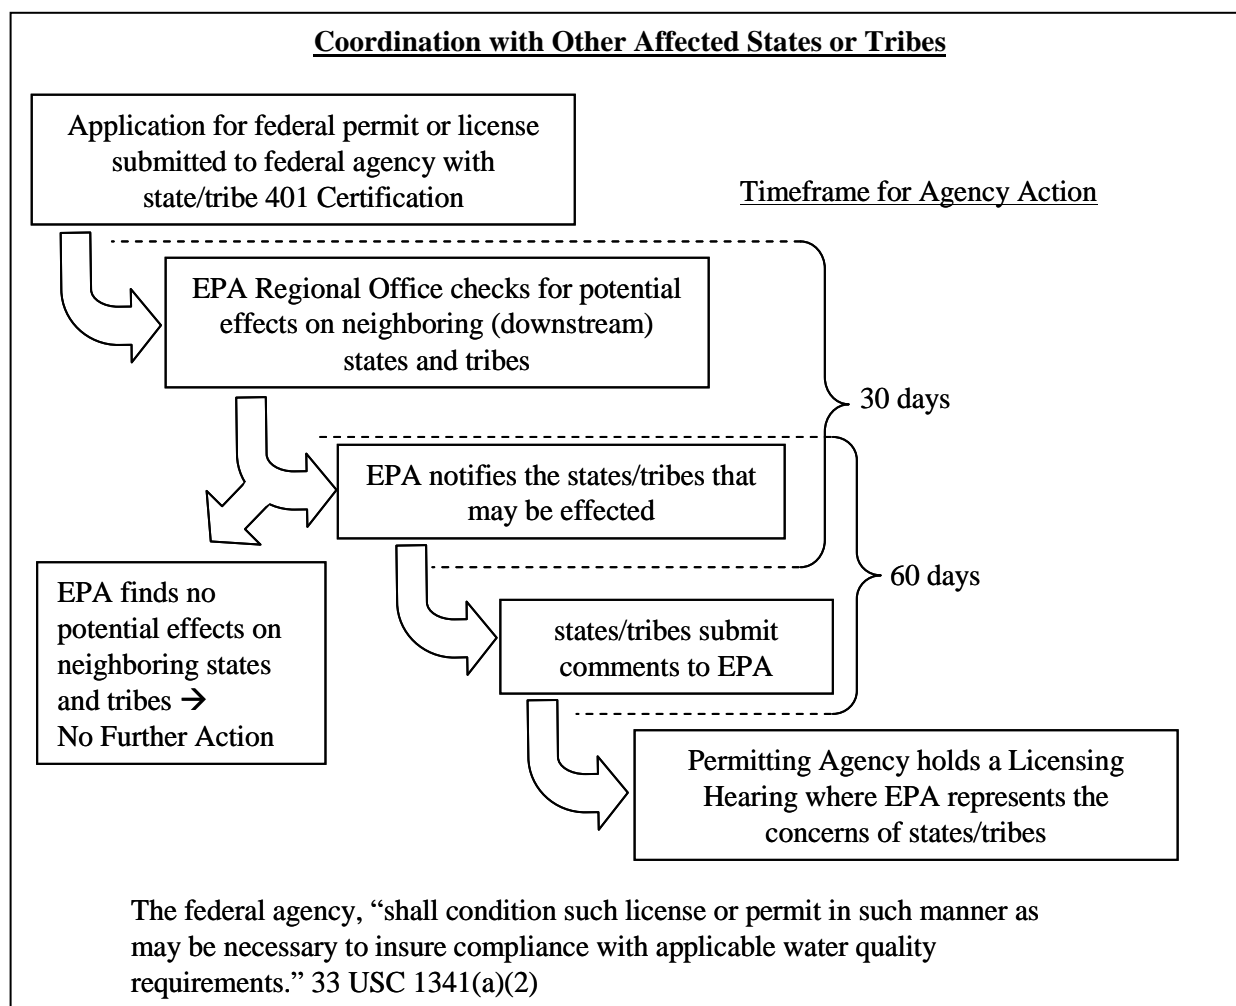 Coordination with Other Affected States or Tribes
Application for federal permit or license
submitted to federal agency with
state/tribe 401 Certification
Timeframe for Agency Action
EPA Regional Office checks for potential
effects on neighboring (downstream)
states and tribes
30 days
EPA notifies the states/tribes that
may be effected
60 days
EPA finds no
potential effects on
neighboring states
and tribes →
No Further Action
states/tribes submit
comments to EPA
Permitting Agency holds a Licensing
Hearing where EPA represents the
concerns of states/tribes
The federal agency, “shall condition such license or permit in such manner as
may be necessary to insure compliance with applicable water quality
requirements.” 33 USC 1341(a)(2)